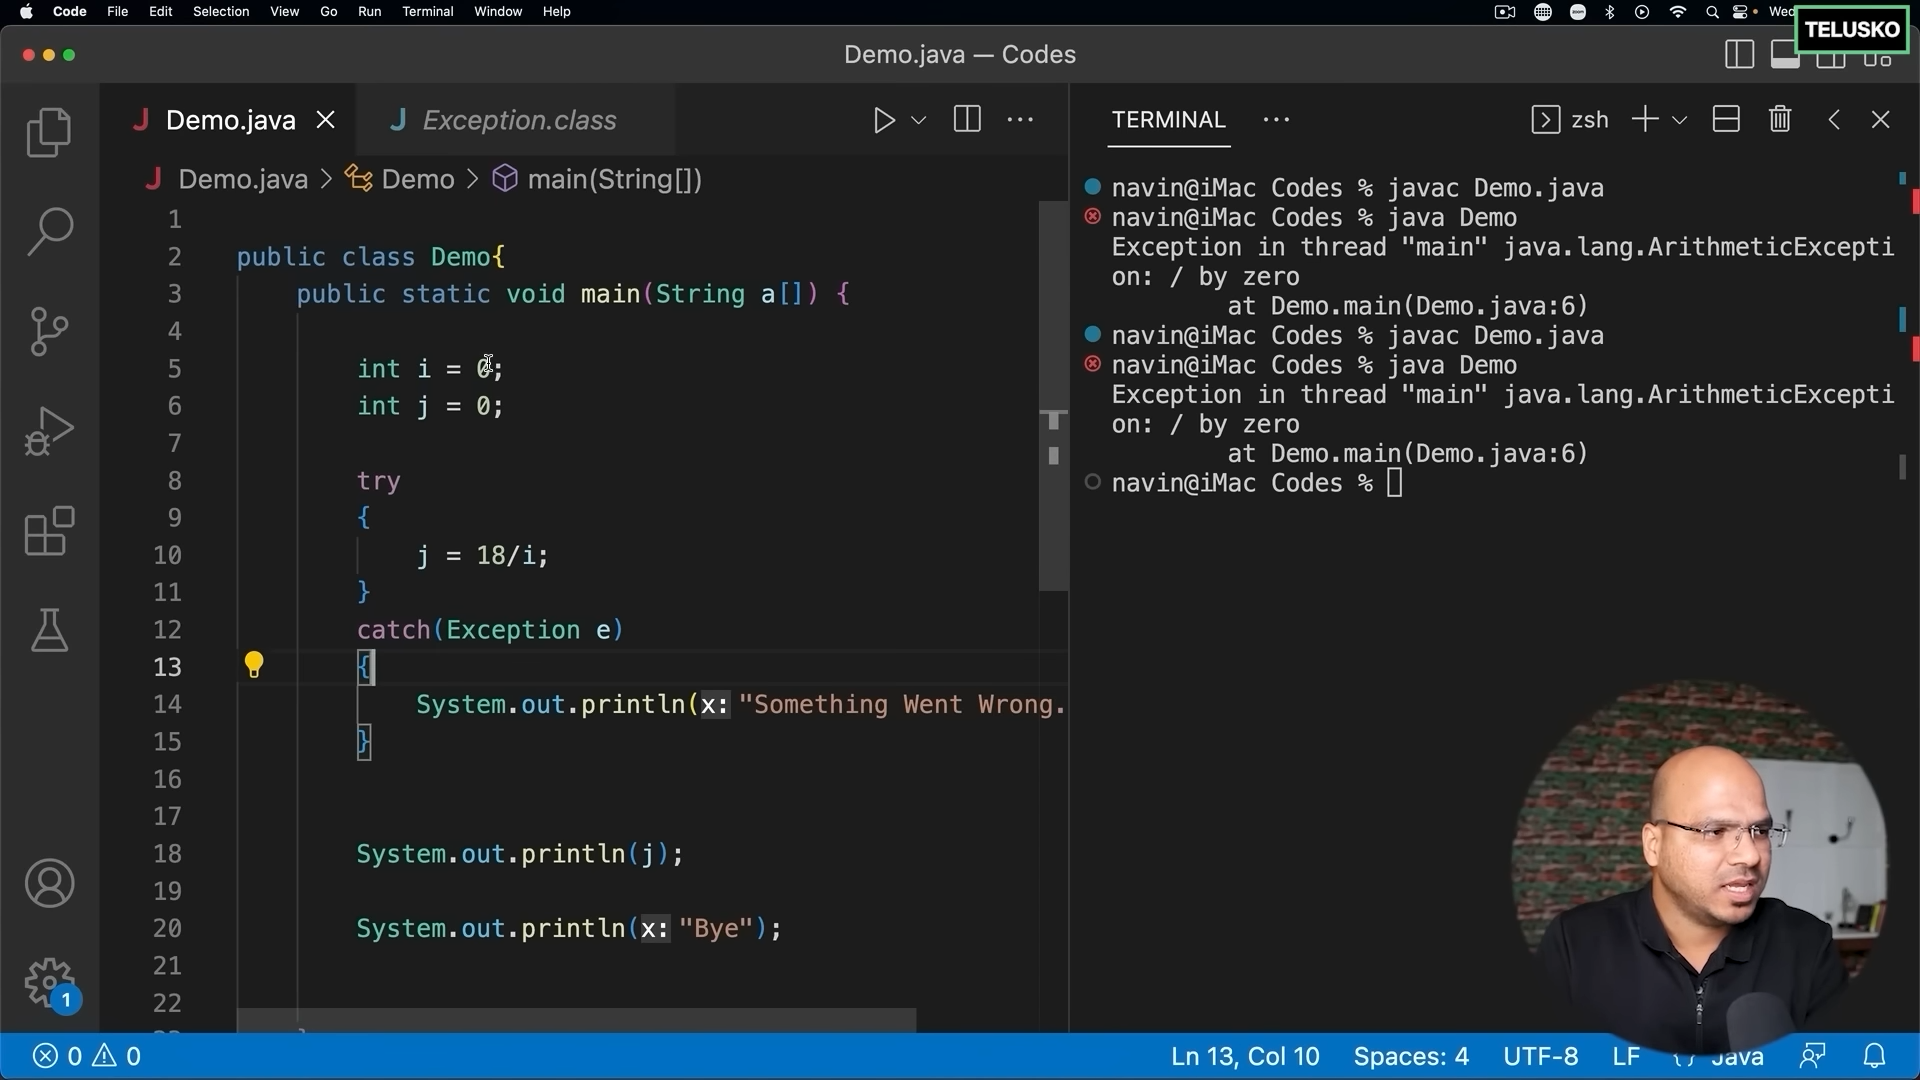 Code File Edit Selection View Go Run Terminal Window Help
zoom
Wed
TELUSKO
Demo.java — Codes
J Demo.java
J Exception.class
TERMINAL
zsh
J Demo.java > Demo > main(String[])
1
2 public class Demo{
3 public static void main(String a[]) {
4
5 int i = 0;
6 int j = 0;
7
8 try
9 {
10 j = 18/i;
11 }
12 catch(Exception e)
13 {
14 System.out.println(x: "Something Went Wrong.
15 }
16
17
18 System.out.println(j);
19
20 System.out.println(x: "Bye");
21
22
navin@iMac Codes % javac Demo.java
navin@iMac Codes % java Demo
Exception in thread "main" java.lang.ArithmeticExcepti
on: / by zero
at Demo.main(Demo.java:6)
navin@iMac Codes % javac Demo.java
navin@iMac Codes % java Demo
Exception in thread "main" java.lang.ArithmeticExcepti
on: / by zero
at Demo.main(Demo.java:6)
navin@iMac Codes %
1
0 0
Ln 13, Col 10 Spaces: 4 UTF-8 LF { } Java